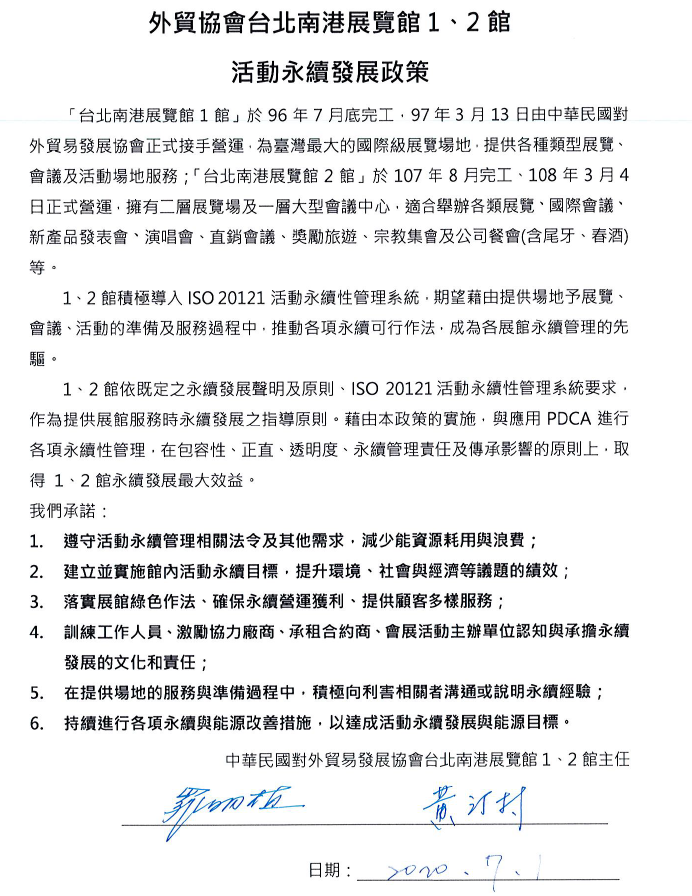 外貿協會台北南港展覽館 1、2 館
活動永續發展政策
「台北南港展覽館 1 館」於 96 年 7 月底完工，97 年 3 月 13 日由中華民國對
外貿易發展協會正式接手營運，為臺灣最大的國際級展覽場地，提供各種類型展覽、
會議及活動場地服務；「台北南港展覽館 2 館」於 107 年 8 月完工、108 年 3 月 4
日正式營運，擁有二層展覽場及一層大型會議中心，適合舉辦各類展覽、國際會議、
新產品發表會、演唱會、直銷會議、獎勵旅遊、宗教集會及公司餐會(含尾牙、春酒)
等。
1、2 館積極導入 ISO 20121 活動永續性管理系統，期望藉由提供場地予展覽、
會議、活動的準備及服務過程中，推動各項永續可行作法，成為各展館永續管理的先
驅。
1、2 館依既定之永續發展聲明及原則、ISO 20121 活動永續性管理系統要求，
作為提供展館服務時永續發展之指導原則。藉由本政策的實施，與應用 PDCA 進行
各項永續性管理，在包容性、正直、透明度、永續管理責任及傳承影響的原則上，取
得 1、2 館永續發展最大效益。
我們承諾：
1. 遵守活動永續管理相關法令及其他需求，減少能資源耗用與浪費；
2. 建立並實施館內活動永續目標，提升環境、社會與經濟等議題的績效；
3. 落實展館綠色作法、確保永續營運獲利、提供顧客多樣服務；
4. 訓練工作人員、激勵協力廠商、承租合約商、會展活動主辦單位認知與承擔永續
發展的文化和責任；
5. 在提供場地的服務與準備過程中，積極向利害相關者溝通或說明永續經驗；
6. 持續進行各項永續與能源改善措施，以達成活動永續發展與能源目標。
中華民國對外貿易發展協會台北南港展覽館 1、2 館主任
日期： 2020.7.1